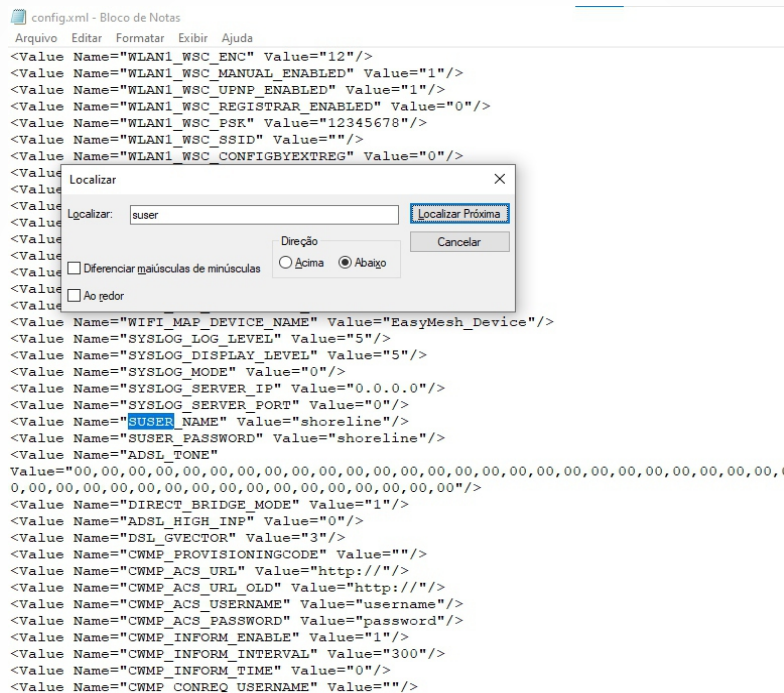 config.xml - Bloco de Notas
Arquivo Editar Formatar Exibir Ajuda
<Value Name="WLAN1_WSC_ENC" Value="12"/>
<Value Name="WLAN1_WSC_MANUAL_ENABLED" Value="1"/>
<Value Name="WLAN1_WSC_UPNP_ENABLED" Value="1"/>
<Value Name="WLAN1_WSC_REGISTRAR_ENABLED" Value="0"/>
<Value Name="WLAN1_WSC_PSK" Value="12345678"/>
<Value Name="WLAN1_WSC_SSID" Value=""/>
<Value Name="WLAN1_WSC_CONFIGBYEXTREG" Value="0"/>
<Value
<Value
<Value
<Value
<Value
<Value
<Value
<Value
<Value
Localizar
Localizar: suser
Localizar Próxima
Direção
Cancelar
Diferenciar maiúsculas de minúsculas
Acima Abaixo
Ao redor
<Value Name="WIFI_MAP_DEVICE_NAME" Value="EasyMesh_Device"/>
<Value Name="SYSLOG_LOG_LEVEL" Value="5"/>
<Value Name="SYSLOG_DISPLAY_LEVEL" Value="5"/>
<Value Name="SYSLOG_MODE" Value="0"/>
<Value Name="SYSLOG_SERVER_IP" Value="0.0.0.0"/>
<Value Name="SYSLOG_SERVER_PORT" Value="0"/>
<Value Name="SUSER_NAME" Value="shoreline"/>
<Value Name="SUSER_PASSWORD" Value="shoreline"/>
<Value Name="ADSL_TONE"
Value="00,00,00,00,00,00,00,00,00,00,00,00,00,00,00,00,00,00,00,00,00,00,00,00,00,00,
0,00,00,00,00,00,00,00,00,00,00,00,00,00,00,00,00"/>
<Value Name="DIRECT_BRIDGE_MODE" Value="1"/>
<Value Name="ADSL_HIGH_INP" Value="0"/>
<Value Name="DSL_GVECTOR" Value="3"/>
<Value Name="CWMP_PROVISIONINGCODE" Value=""/>
<Value Name="CWMP_ACS_URL" Value="http://"/>
<Value Name="CWMP_ACS_URL_OLD" Value="http://"/>
<Value Name="CWMP_ACS_USERNAME" Value="username"/>
<Value Name="CWMP_ACS_PASSWORD" Value="password"/>
<Value Name="CWMP_INFORM_ENABLE" Value="1"/>
<Value Name="CWMP_INFORM_INTERVAL" Value="300"/>
<Value Name="CWMP_INFORM_TIME" Value="0"/>
<Value Name="CWMP_CONREQ_USERNAME" Value=""/>